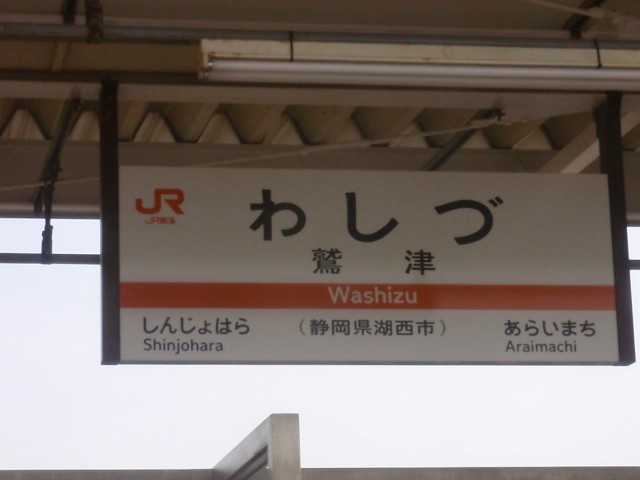 JR
JR東海
わしづ
鷲津
Washizu
しんじょはら
Shinjohara
(静岡県湖西市)
あらいまち
Araimachi